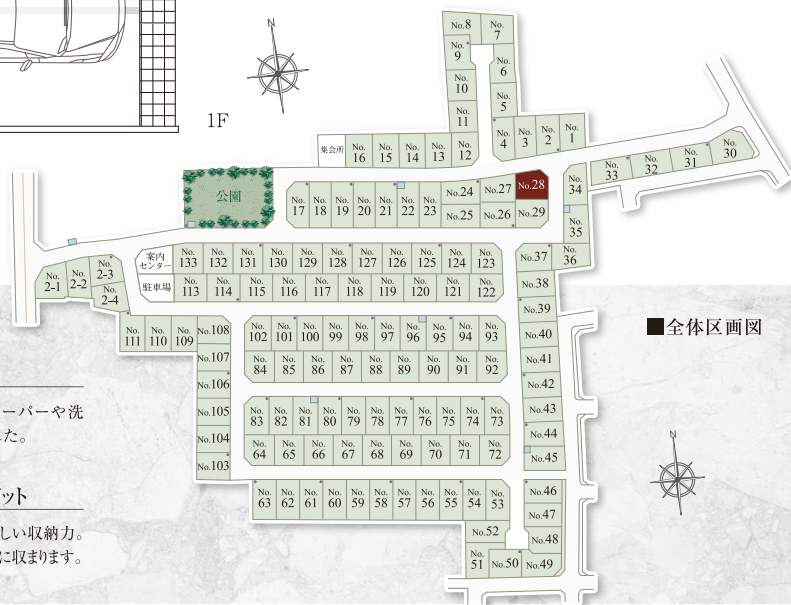 1F
N
No.8 No.7
No.9 No.6
No.10 No.5
No.11
No.4 No.3 No.2 No.1
集会所 No.16 No.15 No.14 No.13 No.12
No.33 No.32 No.31 No.30
公園
No.17 No.18 No.19 No.20 No.21 No.22 No.23 No.24 No.27 No.28
No.25 No.26 No.29
No.34
No.35
No.36
No.2-1 No.2-2 No.2-3
No.2-4
案内
センター
No.133 No.132 No.131 No.130 No.129 No.128 No.127 No.126 No.125 No.124 No.123
駐車場 No.113 No.114 No.115 No.116 No.117 No.118 No.119 No.120 No.121 No.122
No.37
No.38
No.39
No.40
No.41
No.42
No.43
No.44
No.45
No.111 No.110 No.109 No.108
No.107
No.106
No.105
No.104
No.103
No.102 No.101 No.100 No.99 No.98 No.97 No.96 No.95 No.94 No.93
No.84 No.85 No.86 No.87 No.88 No.89 No.90 No.91 No.92
No.83 No.82 No.81 No.80 No.79 No.78 No.77 No.76 No.74 No.73
No.64 No.65 No.66 No.67 No.68 No.69 No.70 No.71 No.72
No.63 No.62 No.61 No.60 No.59 No.58 No.57 No.56 No.55 No.54 No.53
No.46
No.47
No.52 No.48
No.51 No.50 No.49
■全体区画図
N
ーパーや洗
た。
ット
しい収納力。
に収まります。